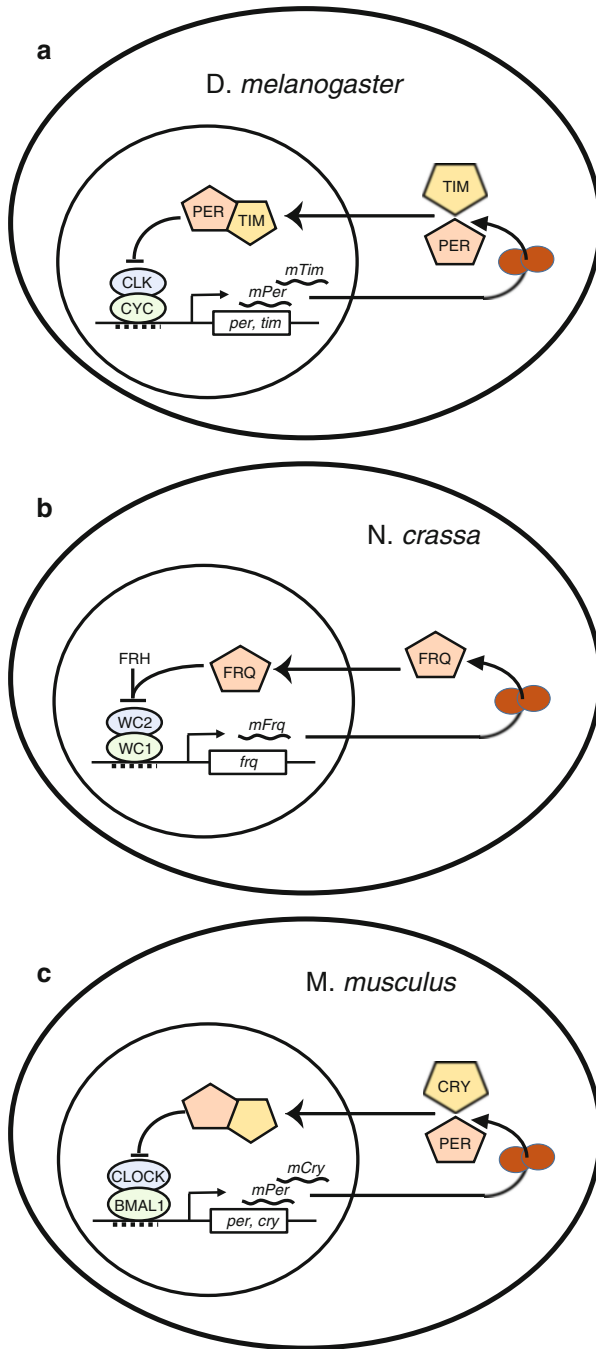 a
D. melanogaster
TIM
PER
TIM
PER
mTim
CLK
mPer
CYC
per, tim
b
N. crassa
FRH
FRQ
FRQ
WC2
mFrq
WC1
frq
c
M. musculus
CRY
PER
mCry
CLOCK
mPer
BMAL1
per, cry